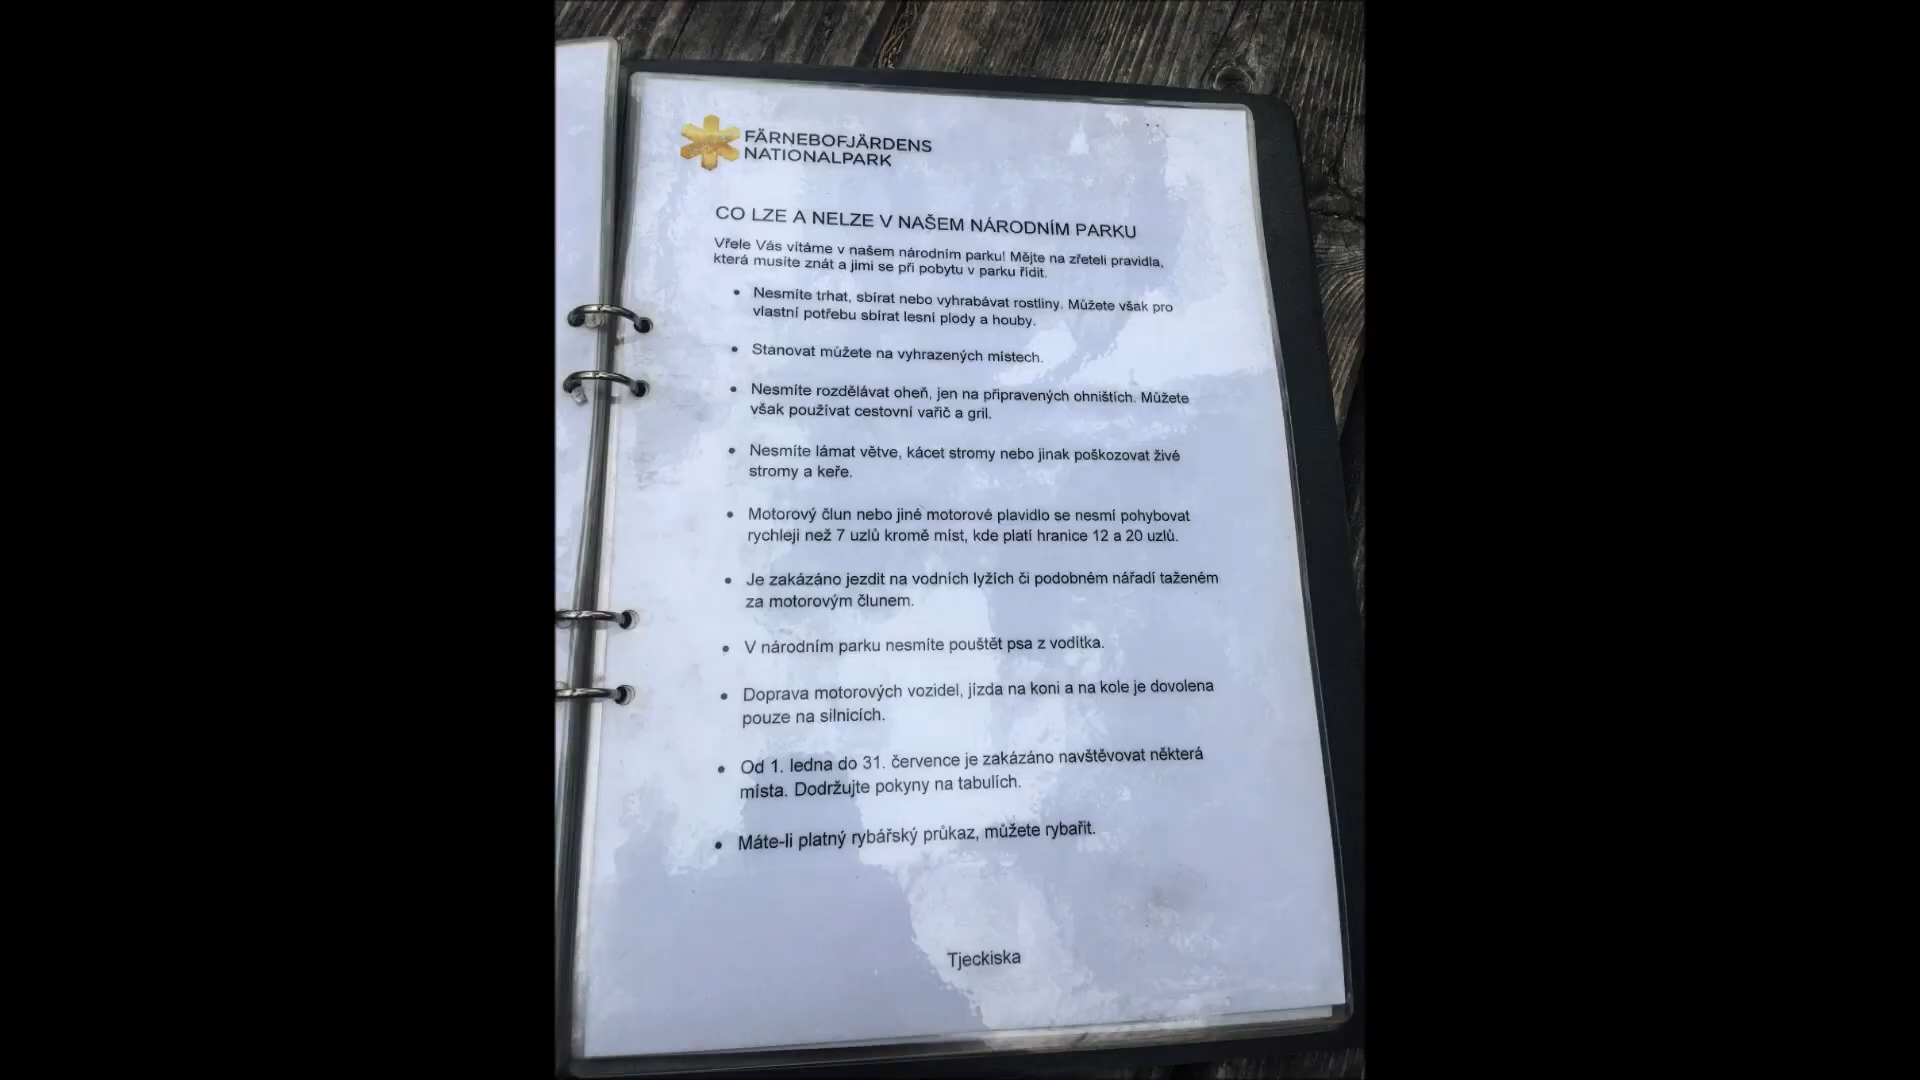 FÄRNEBOFJÄRDENS
NATIONALPARK
CO LZE A NELZE V NAŠEM NÁRODNÍM PARKU
Vřele Vás vítáme v našem národním parku! Mějte na zřeteli pravidla,
která musíte znát a jimi se při pobytu v parku řídit.
• Nesmíte trhat, sbírat nebo vyhrabávat rostliny. Můžete však pro
vlastní potřebu sbírat lesní plody a houby.
• Stanovat můžete na vyhrazených místech.
• Nesmíte rozdělávat oheň, jen na připravených ohništích. Můžete
však používat cestovní vařič a gril.
• Nesmíte lámat větve, kácet stromy nebo jinak poškozovat živé
stromy a keře.
• Motorový člun nebo jiné motorové plavidlo se nesmí pohybovat
rychleji než 7 uzlů kromě míst, kde platí hranice 12 a 20 uzlů.
• Je zakázáno jezdit na vodních lyžích či podobném nářadí taženém
za motorovým člunem.
• V národním parku nesmíte pouštět psa z vodítka.
• Doprava motorových vozidel, jízda na koni a na kole je dovolena
pouze na silnicích.
• Od 1. ledna do 31. července je zakázáno navštěvovat některá
místa. Dodržujte pokyny na tabulích.
• Máte-li platný rybářský průkaz, můžete rybařit.
Tjeckiska